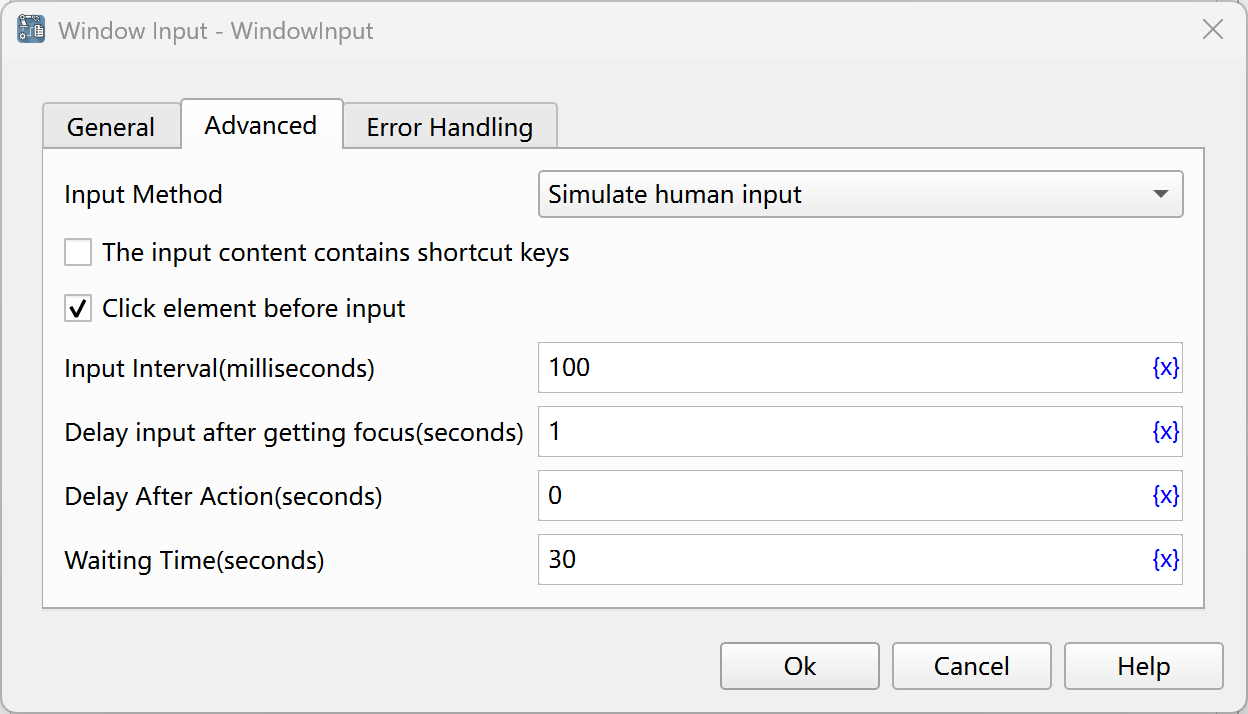 Window Input - WindowInput
General Advanced Error Handling
Input Method Simulate human input
The input content contains shortcut keys
Click element before input
Input Interval(milliseconds) 100 {x}
Delay input after getting focus(seconds) 1 {x}
Delay After Action(seconds) 0 {x}
Waiting Time(seconds) 30 {x}
Ok Cancel Help